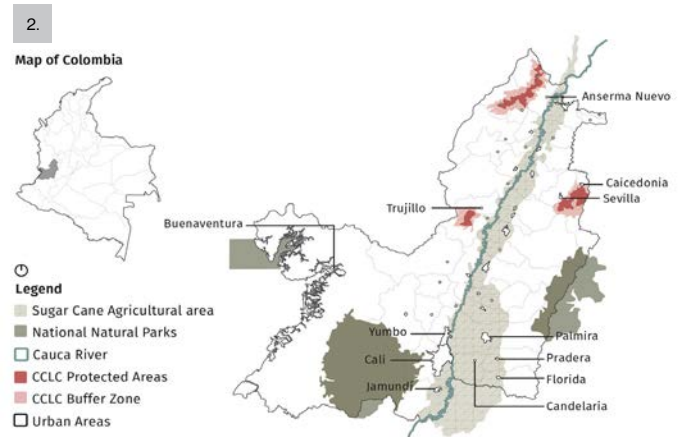 2.
Map of Colombia
Anserma Nuevo
Caicedonia
Sevilla
Trujillo
Buenaventura
Legend
Sugar Cane Agricultural area
National Natural Parks
Cauca River
CCLC Protected Areas
CCLC Buffer Zone
Urban Areas
Yumbo
Cali
Jamundí
Palmira
Pradera
Florida
Candelaria